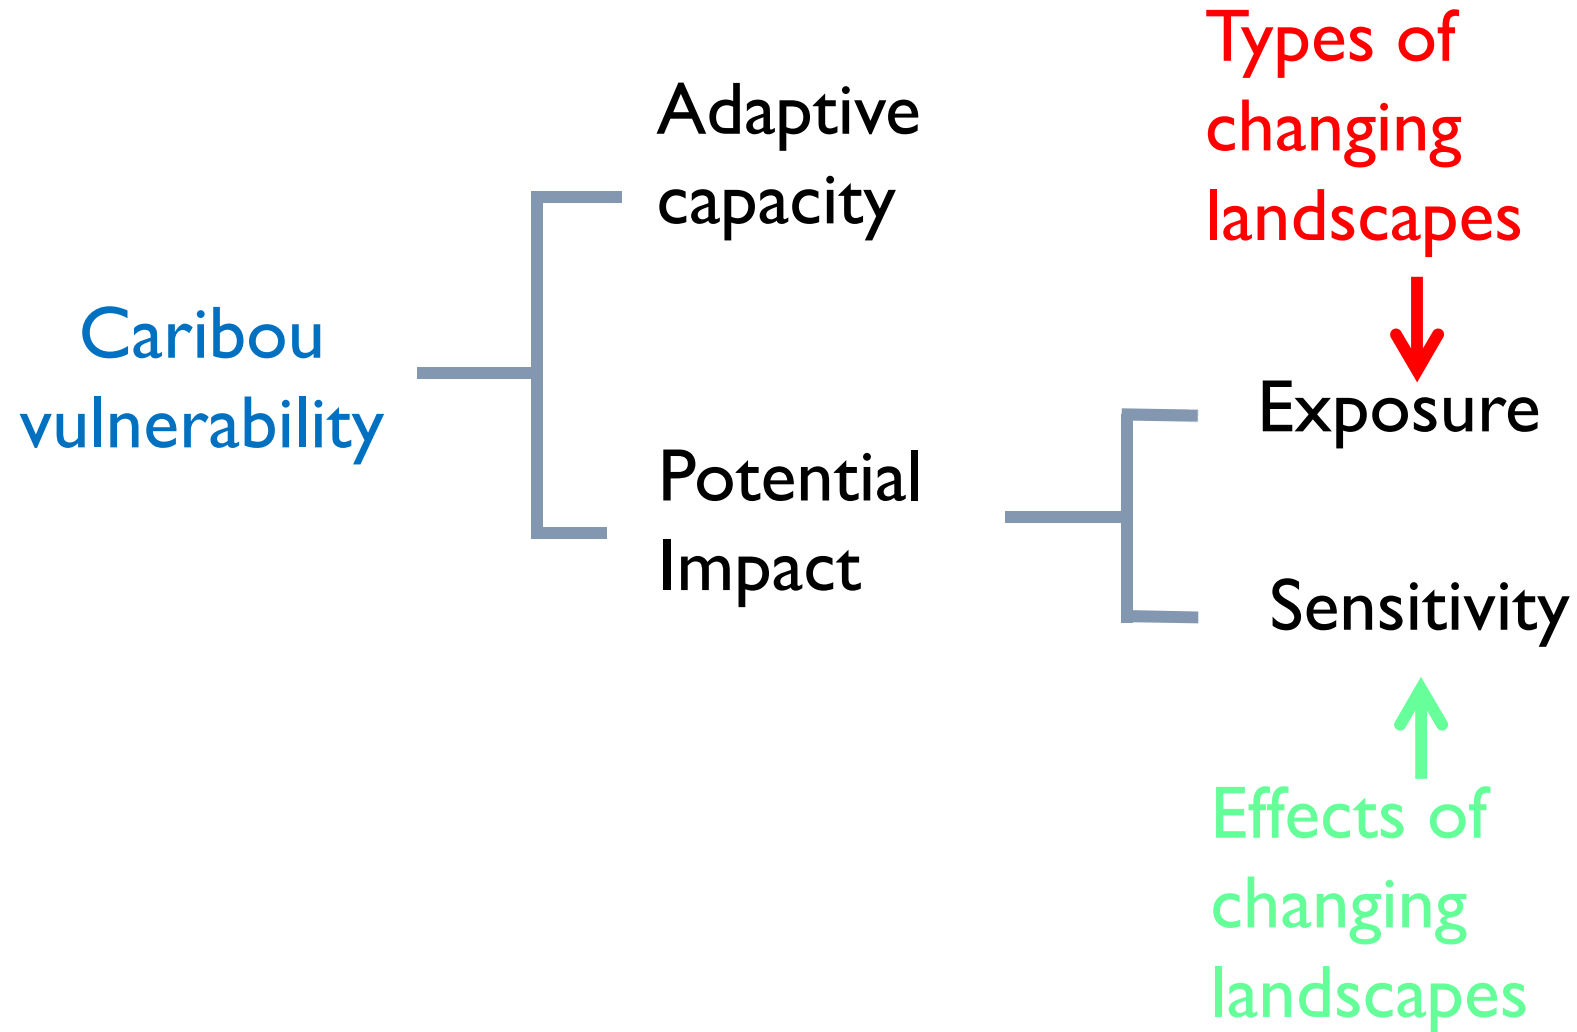 Caribou
vulnerability
Adaptive
capacity
Potential
Impact
Types of
changing
landscapes
Exposure
Sensitivity
Effects of
changing
landscapes